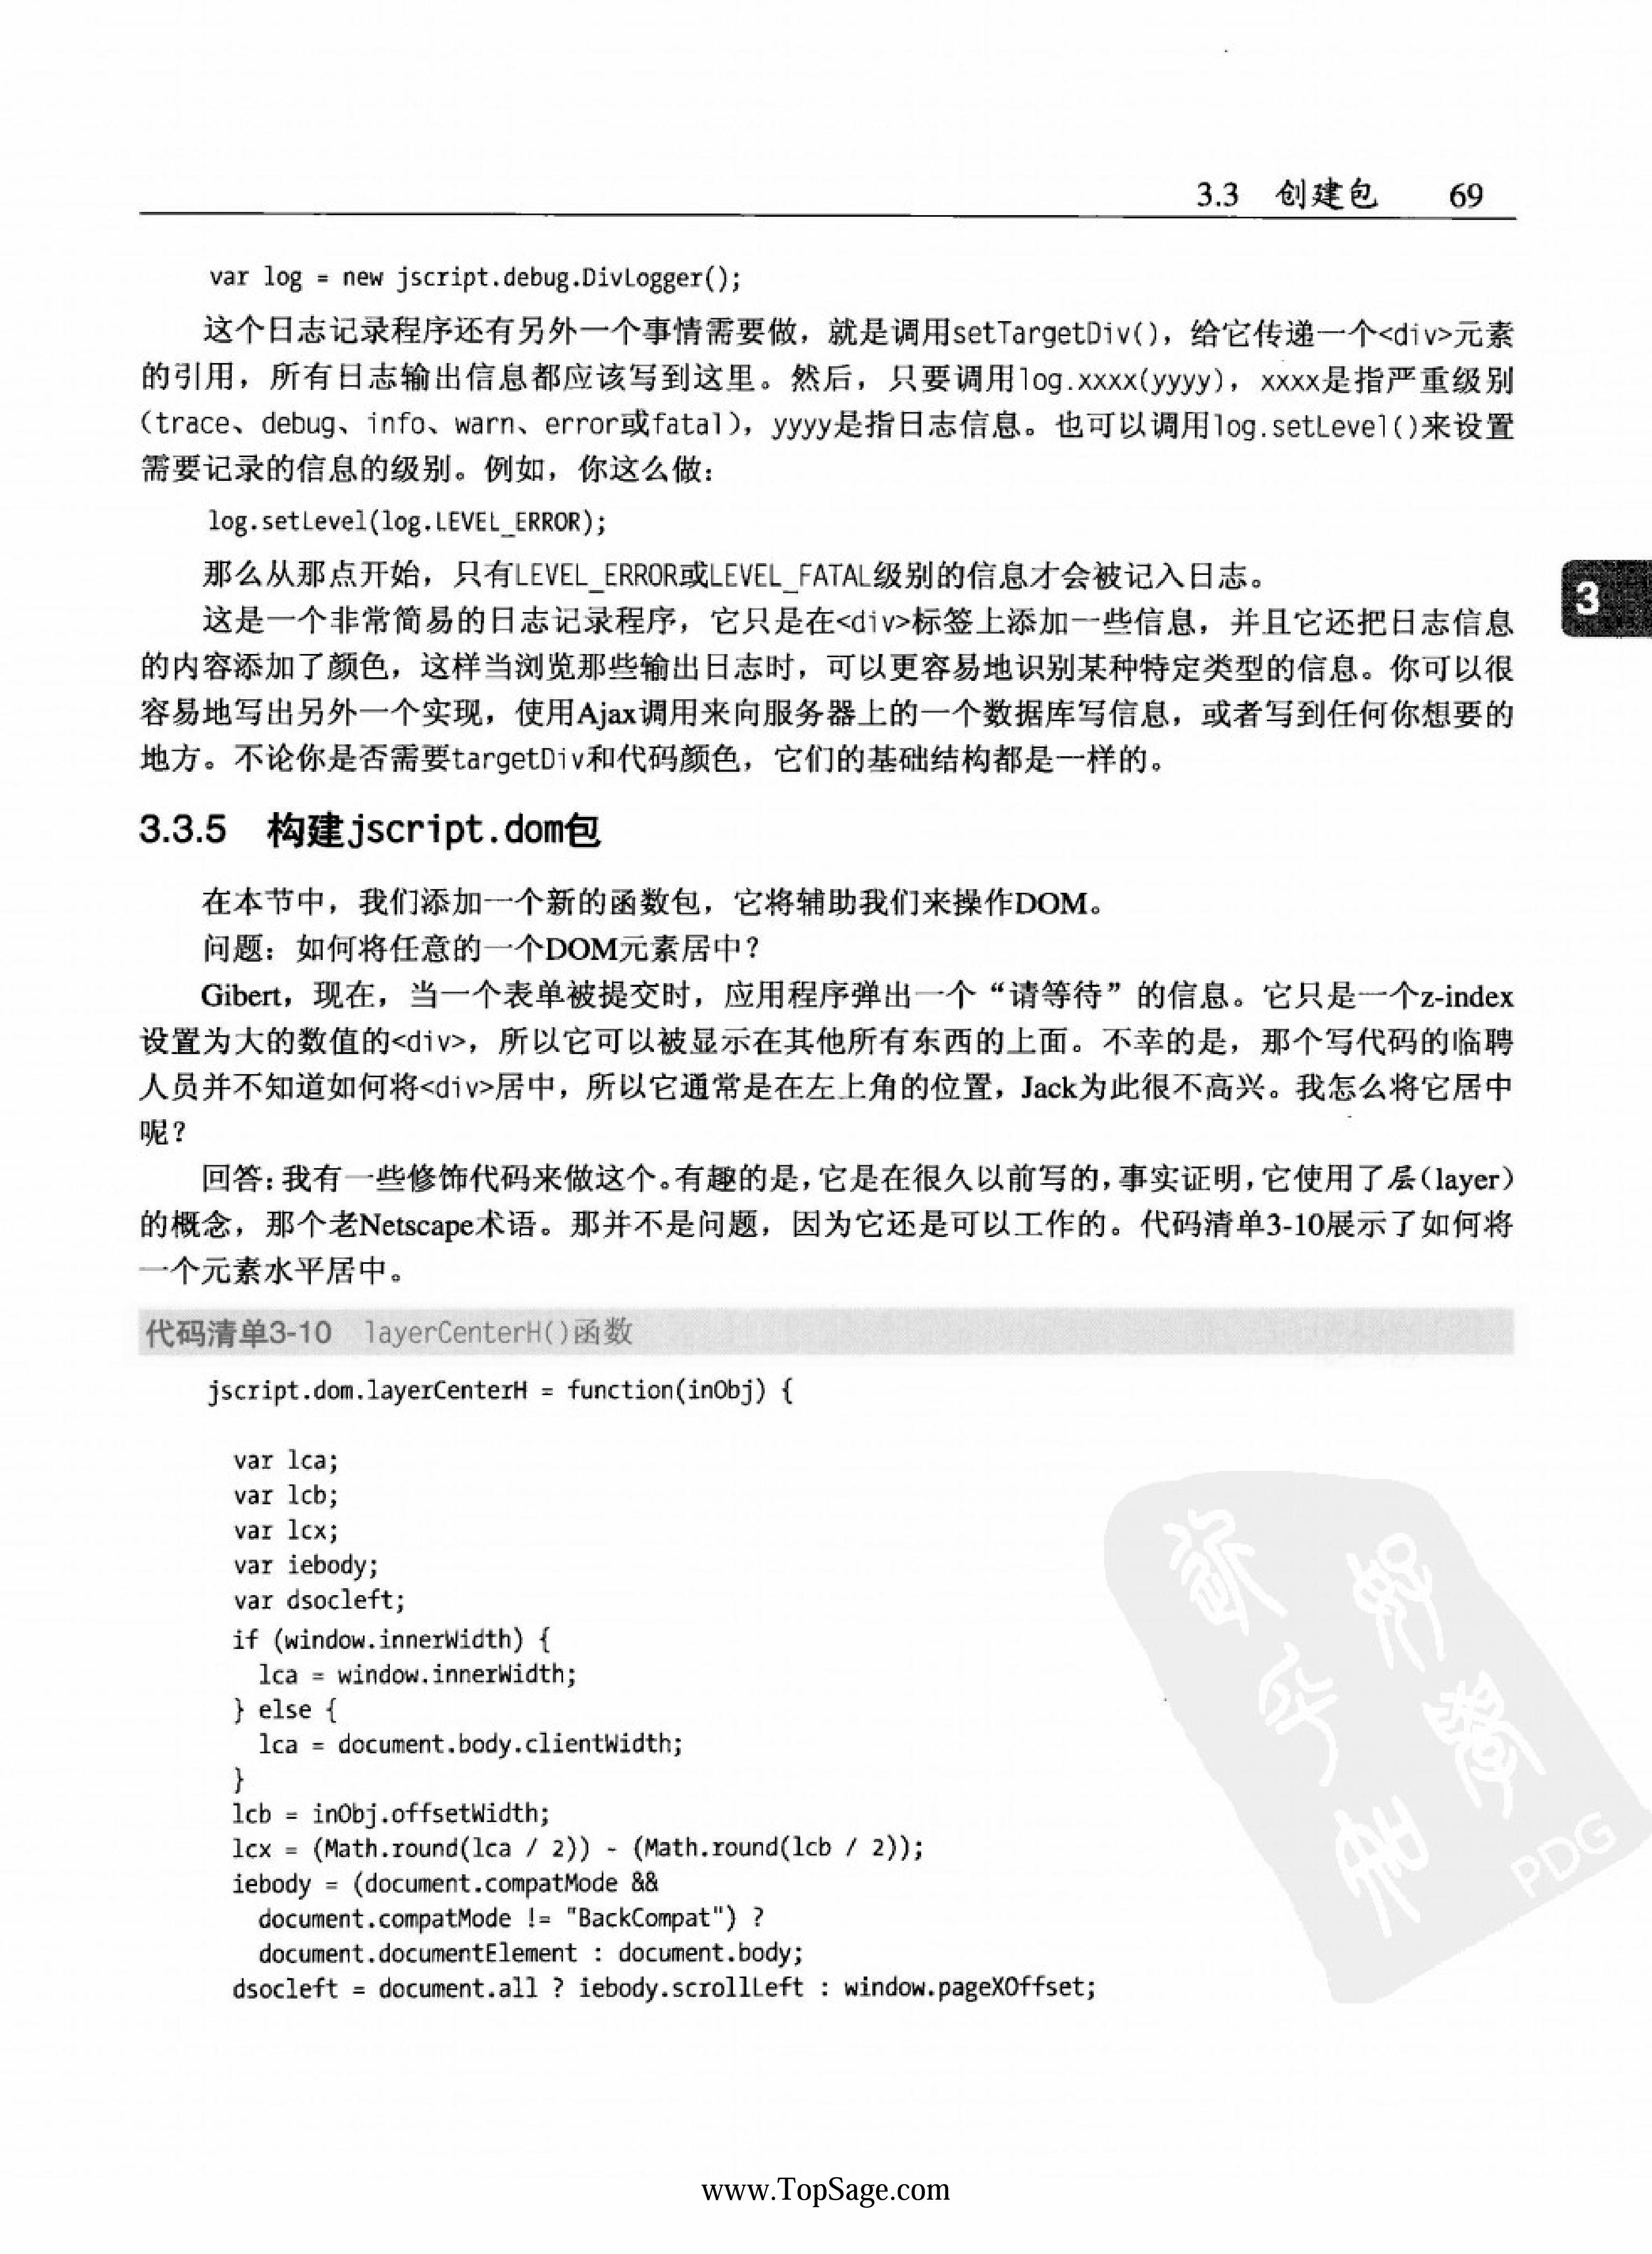 3.3 创建包 69
var log = new jscript.debug.DivLogger();
这个日志记录程序还有另外一个事情需要做，就是调用setTargetDiv()，给它传递一个<div>元素
的引用，所有日志输出信息都应该写到这里。然后，只要调用log.xxxx(yyyy)，xxxx是指严重级别
（trace、debug、info、warn、error或fatal），yyyy是指日志信息。也可以调用log.setLevel()来设置
需要记录的信息的级别。例如，你这么做：
log.setLevel(log.LEVEL_ERROR);
那么从那点开始，只有LEVEL_ERROR或LEVEL_FATAL级别的信息才会被记入日志。
3
这是一个非常简易的日志记录程序，它只是在<div>标签上添加一些信息，并且它还把日志信息
的内容添加了颜色，这样当浏览那些输出日志时，可以更容易地识别某种特定类型的信息。你可以很
容易地写出另外一个实现，使用Ajax调用来向服务器上的一个数据库写信息，或者写到任何你想要的
地方。不论你是否需要targetDiv和代码颜色，它们的基础结构都是一样的。
3.3.5 构建jscript.dom包
在本节中，我们添加一个新的函数包，它将辅助我们来操作DOM。
问题：如何将任意的一个DOM元素居中？
Gibert，现在，当一个表单被提交时，应用程序弹出一个“请等待”的信息。它只是一个z-index
设置为大的数值的<div>，所以它可以被显示在其他所有东西的上面。不幸的是，那个写代码的临聘
人员并不知道如何将<div>居中，所以它通常是在左上角的位置，Jack为此很不高兴。我怎么将它居中
呢？
回答：我有一些修饰代码来做这个。有趣的是，它是在很久以前写的，事实证明，它使用了层（layer）
的概念，那个老Netscape术语。那并不是问题，因为它还是可以工作的。代码清单3-10展示了如何将
一个元素水平居中。
代码清单3-10 layerCenterH()函数
jscript.dom.layerCenterH = function(inObj) {
var lca;
var lcb;
var lcx;
var iebody;
var dsocleft;
if (window.innerWidth) {
lca = window.innerWidth;
} else {
lca = document.body.clientWidth;
}
lcb = inObj.offsetWidth;
lcx = (Math.round(lca / 2)) - (Math.round(lcb / 2));
iebody = (document.compatMode &&
document.compatMode != "BackCompat") ?
document.documentElement : document.body;
dsocleft = document.all ? iebody.scrollLeft : window.pageXOffset;
PDG
www.TopSage.com